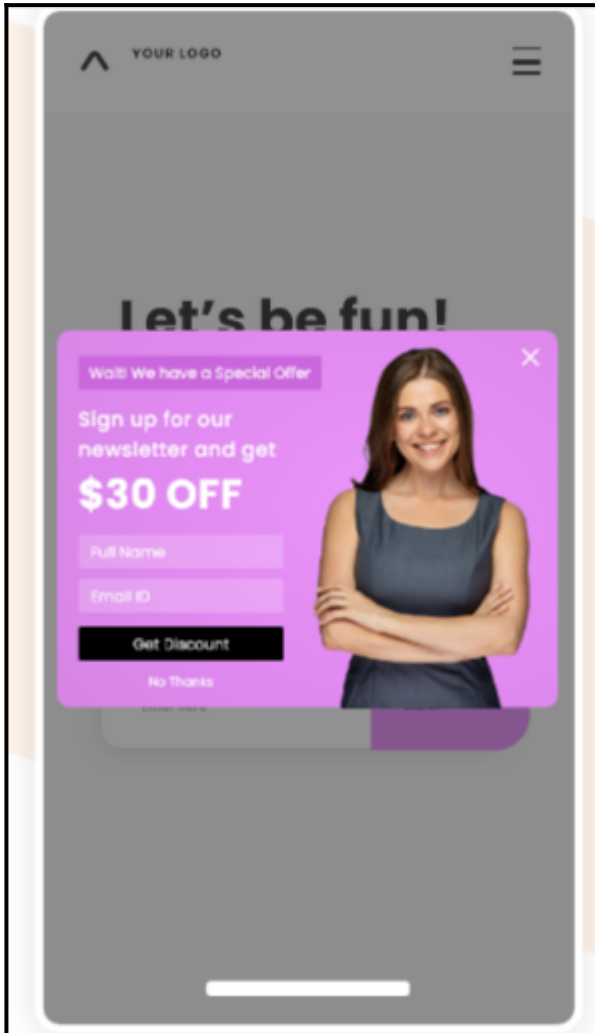 YOUR LOGO
Let's be fun!
Wait! We have a Special Offer
Sign up for our
newsletter and get
$30 OFF
Full Name
Email ID
Get Discount
No Thanks